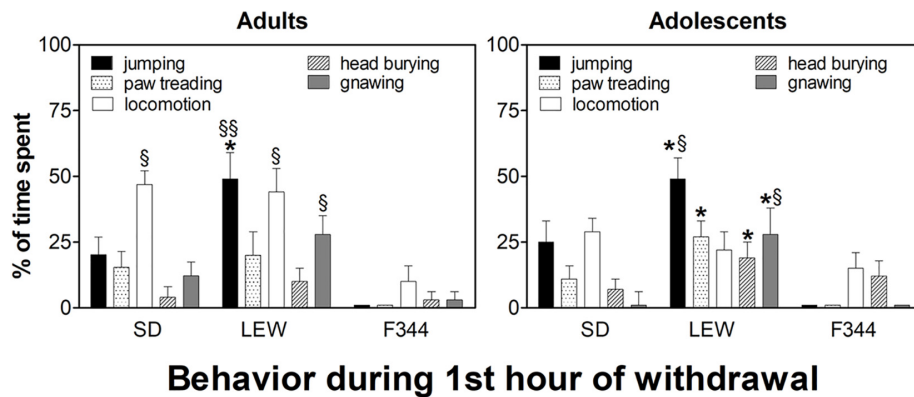 Adults
Adolescents
% of time spent
100
75
50
25
0
jumping
paw treading
locomotion
head burying
gnawing
§
§§
*
§
§
SD
LEW
F344
100
75
50
25
0
jumping
paw treading
locomotion
head burying
gnawing
*§
*
*
*§
SD
LEW
F344
Behavior during 1st hour of withdrawal